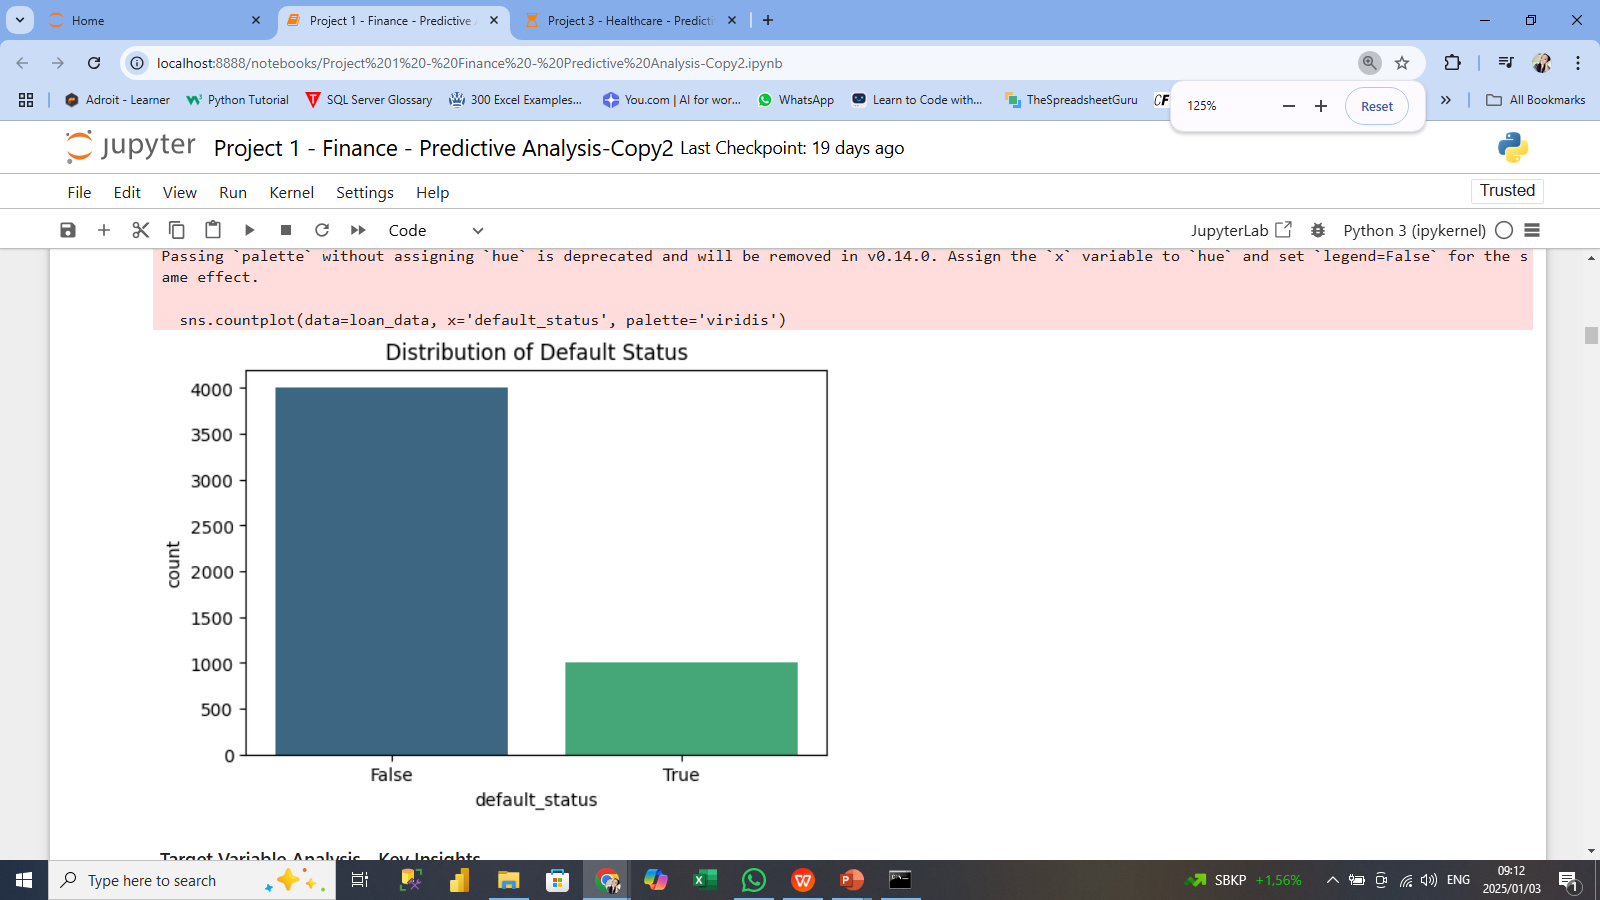 Home
Project 1 - Finance - Predictive
Project 3 - Healthcare - Predicti
localhost:8888/notebooks/Project%201%20-%20Finance%20-%20Predictive%20Analysis-Copy2.ipynb
Adroit - Learner
Python Tutorial
SQL Server Glossary
300 Excel Examples...
You.com | AI for wor...
WhatsApp
Learn to Code with...
TheSpreadsheetGuru
CF
»
All Bookmarks
125%
Reset
jupyter
Project 1 - Finance - Predictive Analysis-Copy2 Last Checkpoint: 19 days ago
File Edit View Run Kernel Settings Help
Trusted
Code
JupyterLab
Python 3 (ipykernel)
Passing `palette` without assigning `hue` is deprecated and will be removed in v0.14.0. Assign the `x` variable to `hue` and set `legend=False` for the s
ame effect.
sns.countplot(data=loan_data, x='default_status', palette='viridis')
Distribution of Default Status
4000
3500
3000
2500
2000
1500
1000
500
0
count
False
True
default_status
Target Variable Analysis - Key Insights
Type here to search
SBKP +1,56%
ENG
09:12
2025/01/03
1